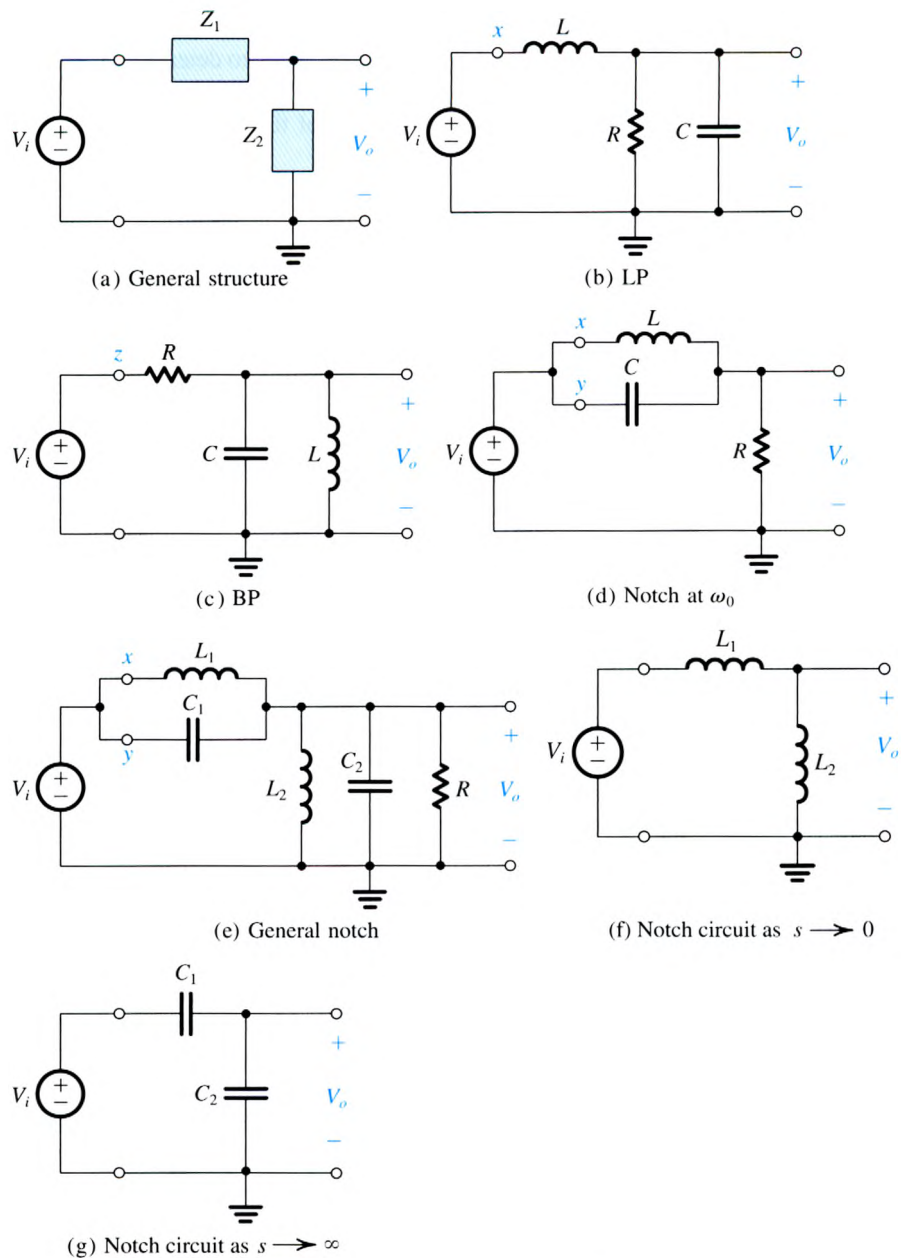 Z₁
Z₂
Vᵢ
+
−
+
Vₒ
−
(a) General structure
x
L
Vᵢ
+
−
R
C
+
Vₒ
−
(b) LP
z
R
Vᵢ
+
−
C
L
+
Vₒ
−
(c) BP
x
L
y
C
Vᵢ
+
−
R
+
Vₒ
−
(d) Notch at ω₀
x
L₁
y
C₁
Vᵢ
+
−
L₂
C₂
R
+
Vₒ
−
(e) General notch
L₁
Vᵢ
+
−
L₂
+
Vₒ
−
(f) Notch circuit as s ⟶ 0
C₁
Vᵢ
+
−
C₂
+
Vₒ
−
(g) Notch circuit as s ⟶ ∞